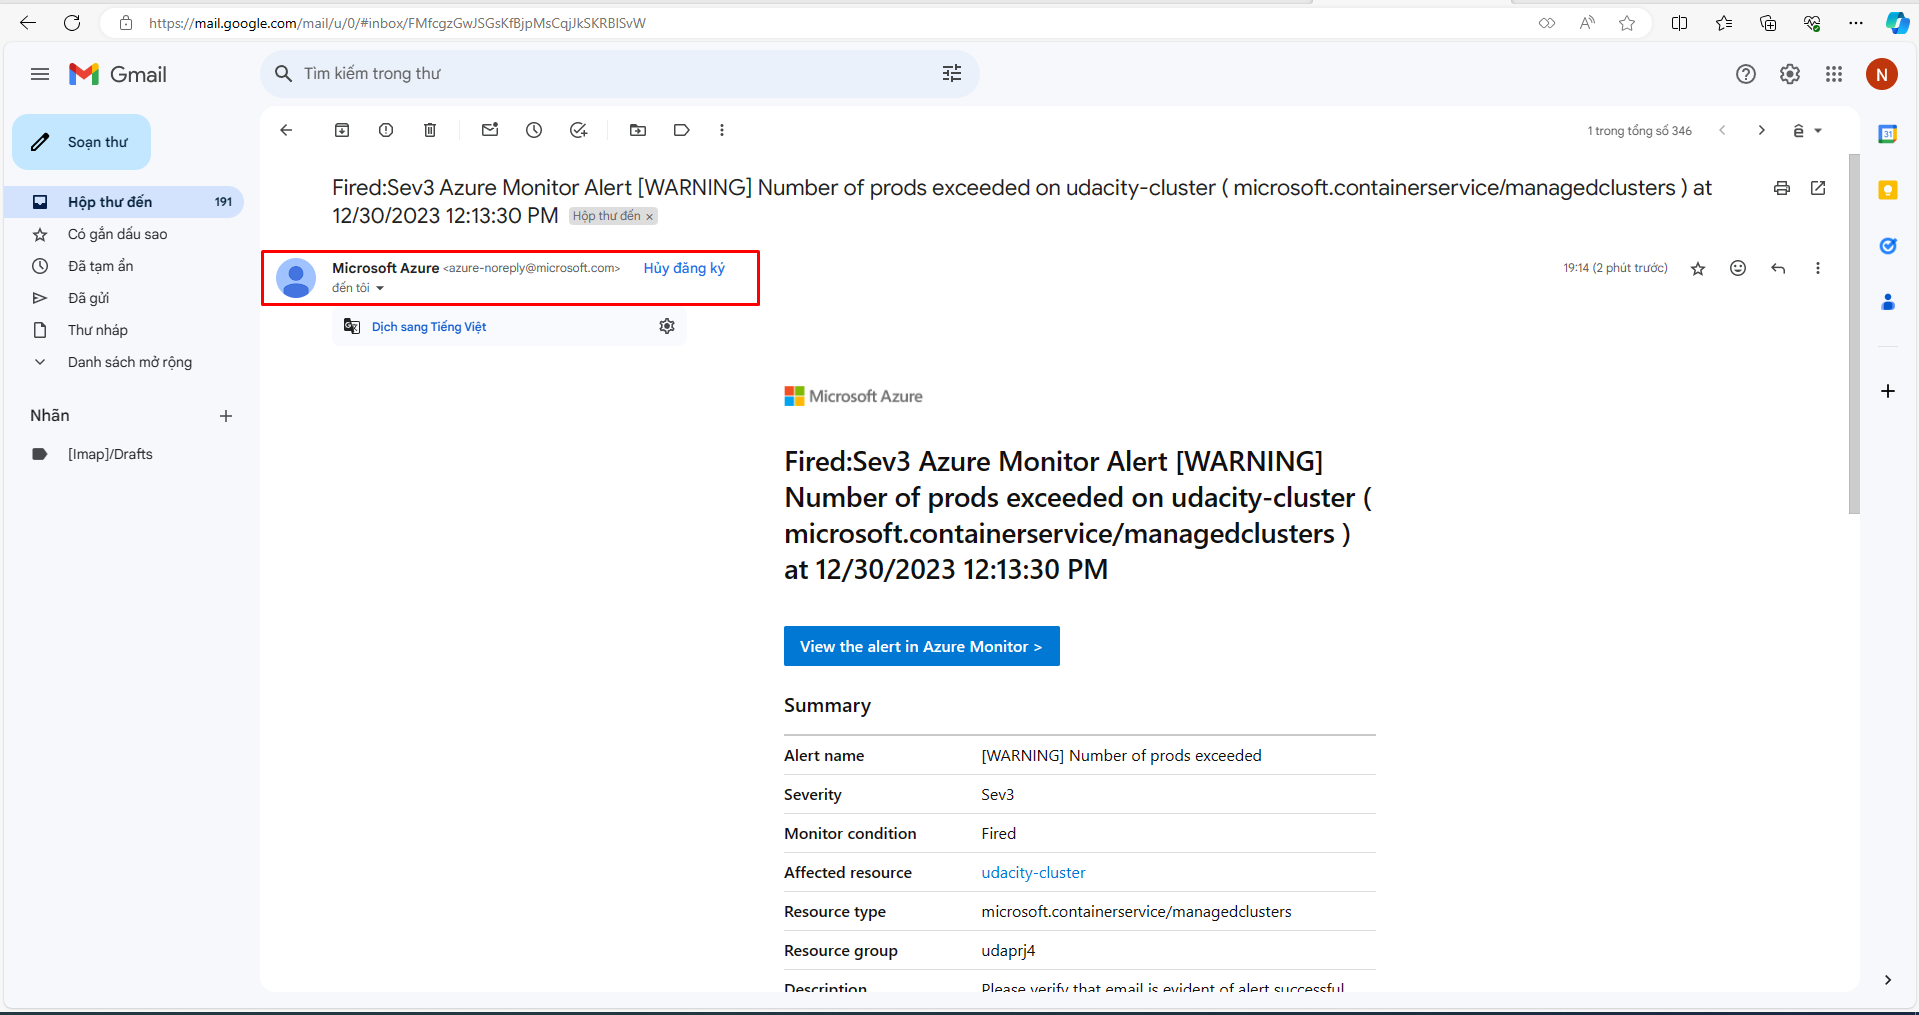 https://mail.google.com/mail/u/0/#inbox/FMfcgzGwJSGsKfBjpMsCqjJkSKRBlSvW
Gmail
Tìm kiếm trong thư
N
Soạn thư
Hộp thư đến 191
Có gắn dấu sao
Đã tạm ẩn
Đã gửi
Thư nháp
Danh sách mở rộng
Nhãn
[Imap]/Drafts
1 trong tổng số 346
ê
Fired:Sev3 Azure Monitor Alert [WARNING] Number of prods exceeded on udacity-cluster ( microsoft.containerservice/managedclusters ) at
12/30/2023 12:13:30 PM Hộp thư đến ×
Microsoft Azure <azure-noreply@microsoft.com> Hủy đăng ký
19:14 (2 phút trước)
đến tôi
Dịch sang Tiếng Việt
Microsoft Azure
Fired:Sev3 Azure Monitor Alert [WARNING]
Number of prods exceeded on udacity-cluster (
microsoft.containerservice/managedclusters )
at 12/30/2023 12:13:30 PM
View the alert in Azure Monitor >
Summary
Alert name [WARNING] Number of prods exceeded
Severity Sev3
Monitor condition Fired
Affected resource udacity-cluster
Resource type microsoft.containerservice/managedclusters
Resource group udaprj4
Description Please verify that email is evident of alert successful
31